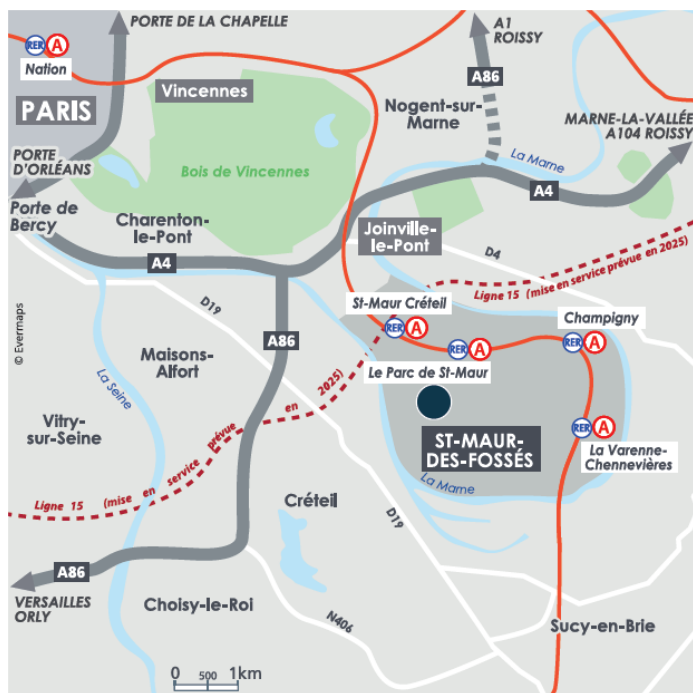 PORTE DE LA CHAPELLE
A1
ROISSY
RER A
Nation
A86
Vincennes
PARIS
Nogent-sur-
Marne
MARNE-LA-VALLÉE
A104 ROISSY
PORTE
D'ORLÉANS
Bois de Vincennes
La Marne
Porte de
Bercy
A4
Charenton-
le-Pont
Joinville-
le-Pont
A4
D4
Ligne 15 (mise en service prévue en 2025)
D19
St-Maur Créteil
RER A
Champigny
RER A
A86
© Evermaps
Maisons-
Alfort
RER A
Le Parc de St-Maur
La Seine
Vitry-
sur-Seine
RER A
ST-MAUR-
DES-FOSSÉS
La Varenne-
Chennevières
La Marne
Ligne 15 (mise en service prévue en 2025)
Créteil
D19
A86
VERSAILLES
ORLY
Choisy-le-Roi
N406
Sucy-en-Brie
0 500 1km